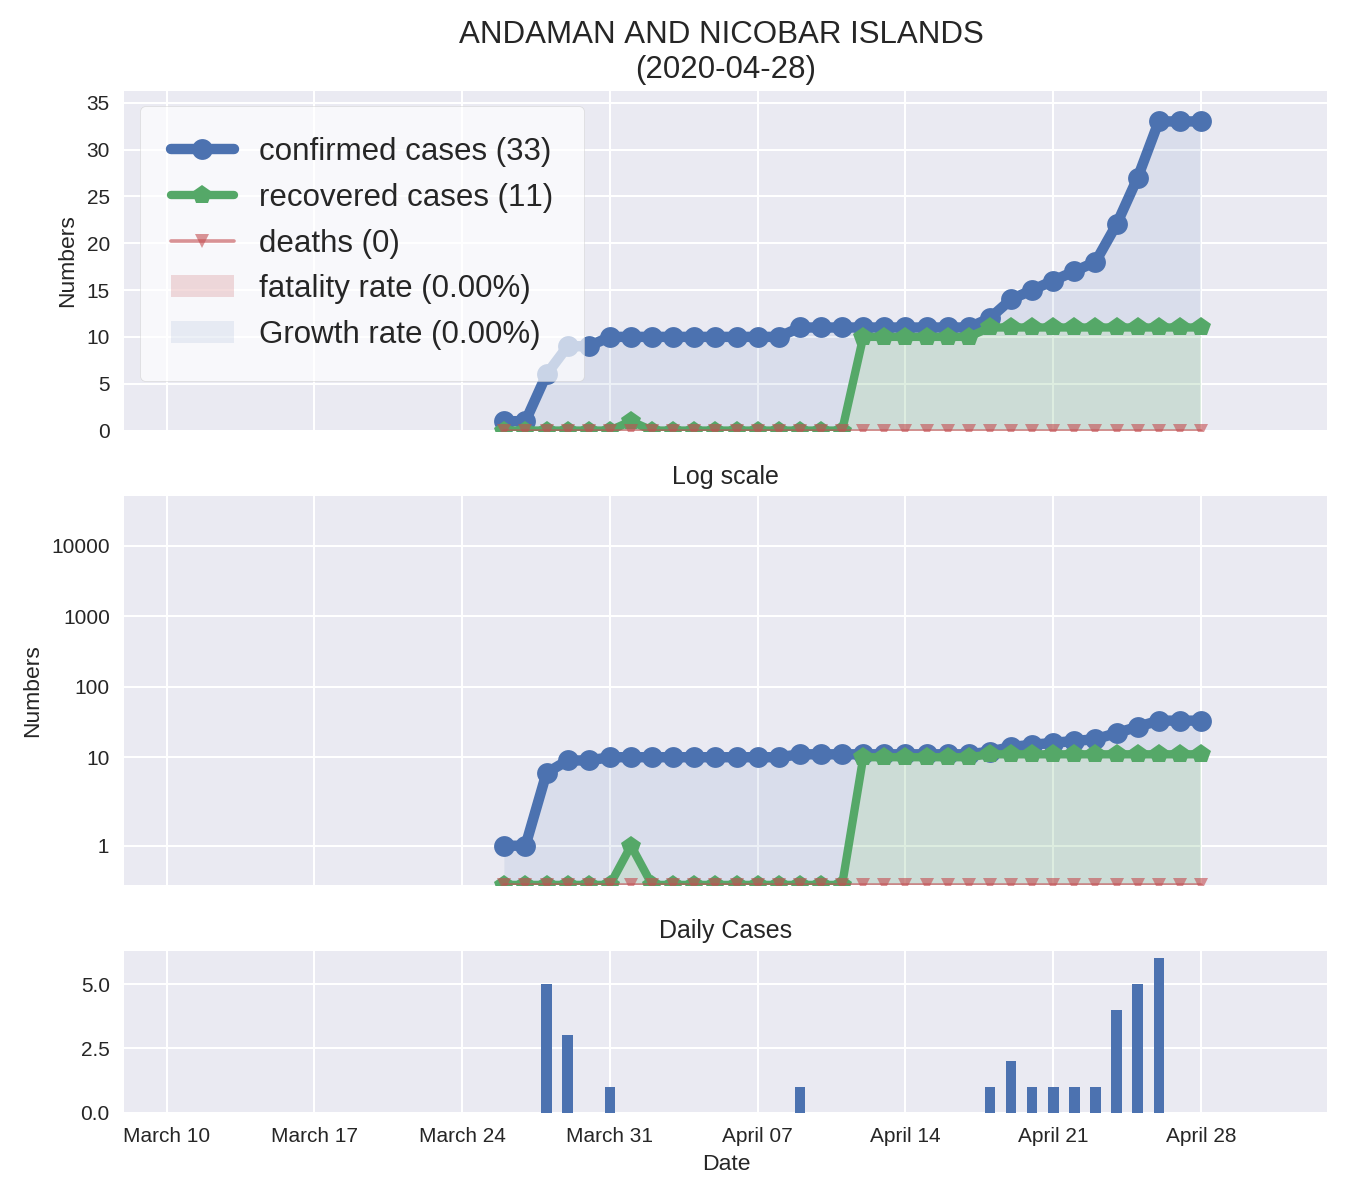 ANDAMAN AND NICOBAR ISLANDS
(2020-04-28)
35
30
25
20
15
10
5
0
Numbers
confirmed cases (33)
recovered cases (11)
deaths (0)
fatality rate (0.00%)
Growth rate (0.00%)
Log scale
10000
1000
100
10
1
Numbers
Daily Cases
5.0
2.5
0.0
March 10 March 17 March 24 March 31 April 07 April 14 April 21 April 28
Date